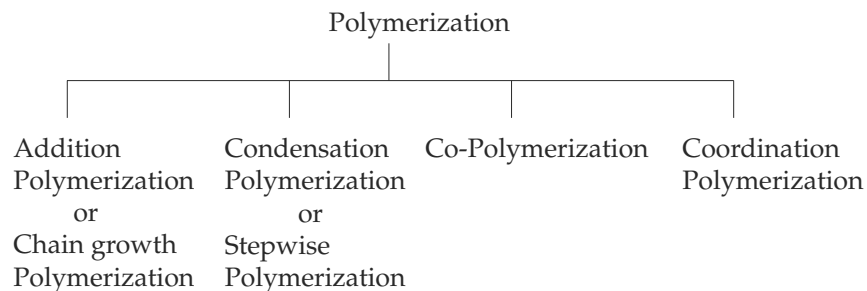 Polymerization
Addition
Polymerization
or
Chain growth
Polymerization
Condensation
Polymerization
or
Stepwise
Polymerization
Co-Polymerization
Coordination
Polymerization